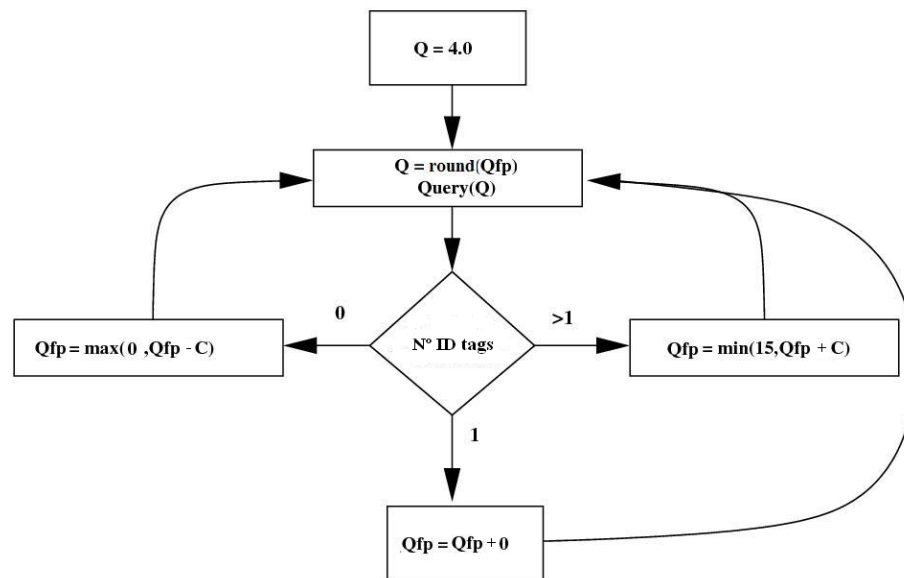 Q = 4.0
Q = round(Qfp)
Query(Q)
0
>1
Nº ID tags
Qfp = max( 0 ,Qfp - C)
Qfp = min(15,Qfp + C)
1
Qfp = Qfp + 0